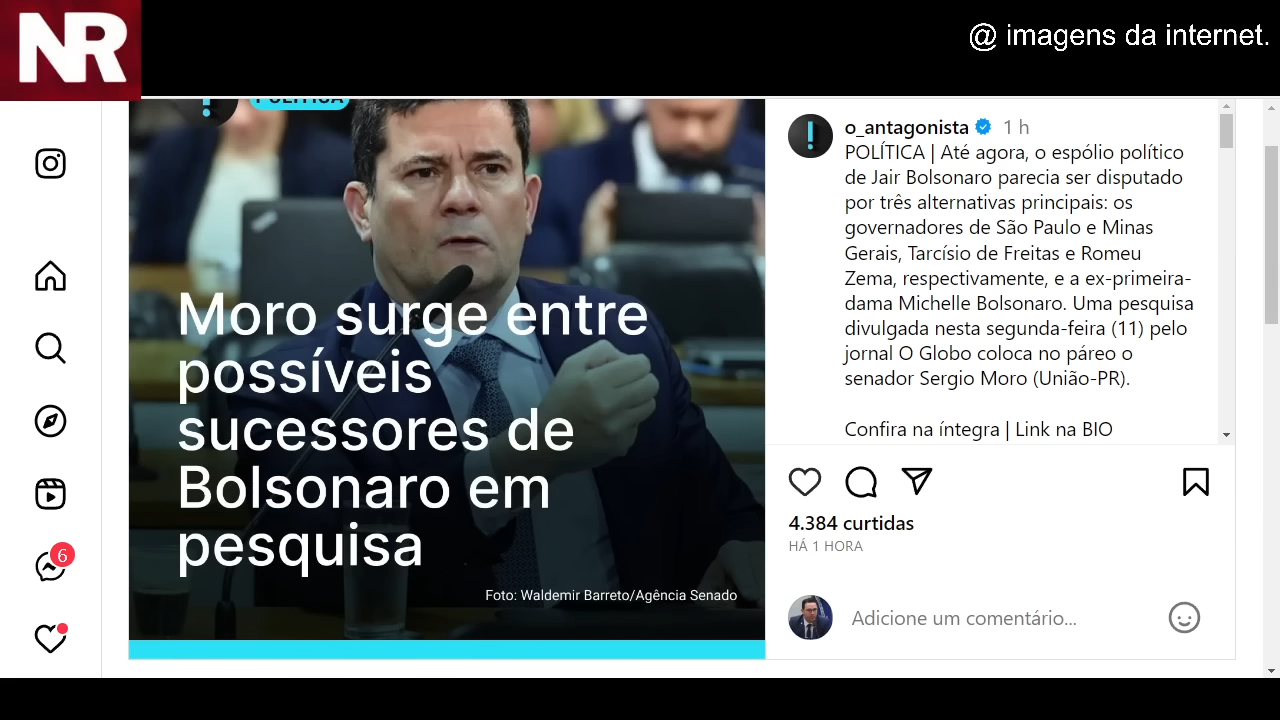 NR
@ imagens da internet.
POLÍTICA
Moro surge entre
possíveis
sucessores de
Bolsonaro em
pesquisa
Foto: Waldemir Barreto/Agência Senado
o_antagonista 1 h
POLÍTICA | Até agora, o espólio político
de Jair Bolsonaro parecia ser disputado
por três alternativas principais: os
governadores de São Paulo e Minas
Gerais, Tarcísio de Freitas e Romeu
Zema, respectivamente, e a ex-primeira-
dama Michelle Bolsonaro. Uma pesquisa
divulgada nesta segunda-feira (11) pelo
jornal O Globo coloca no páreo o
senador Sergio Moro (União-PR).
Confira na íntegra | Link na BIO
4.384 curtidas
HÁ 1 HORA
Adicione um comentário...
6